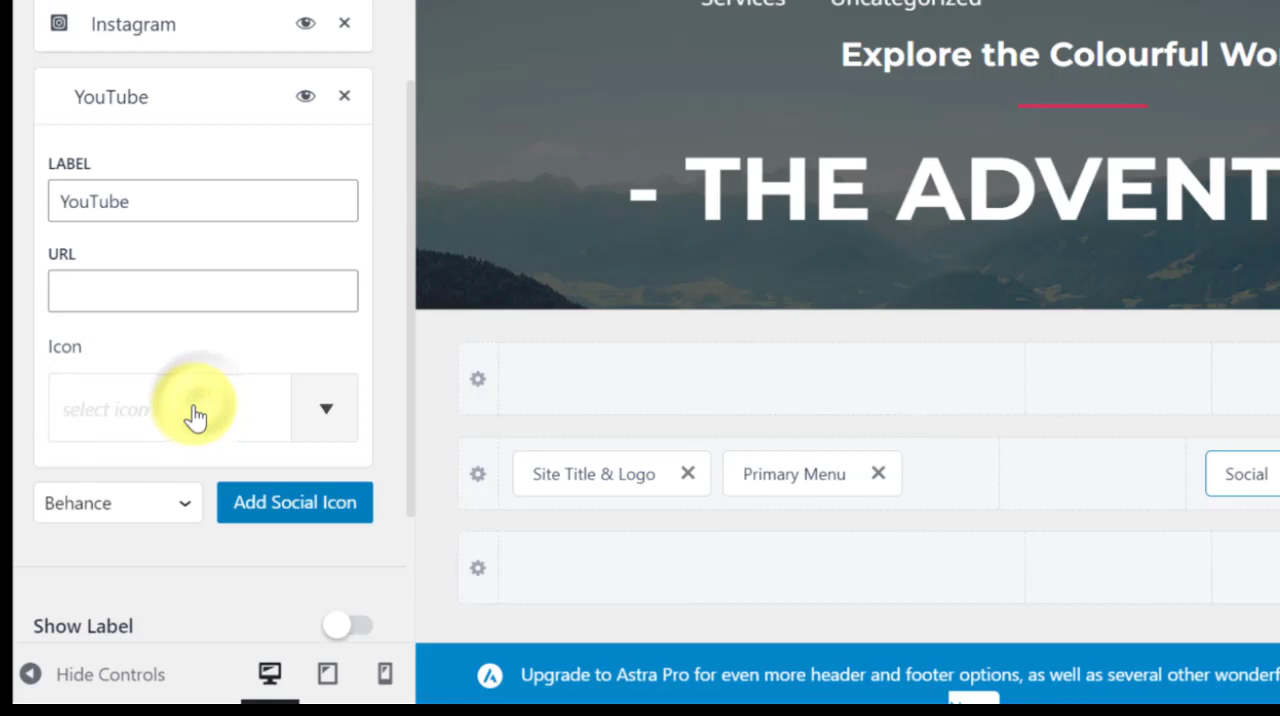 Instagram
YouTube
LABEL
YouTube
URL
Icon
select icon
Behance
Add Social Icon
Show Label
Hide Controls
Services Uncategorized
Explore the Colourful Wo
- THE ADVENT
Site Title & Logo
Primary Menu
Social
Upgrade to Astra Pro for even more header and footer options, as well as several other wonderf